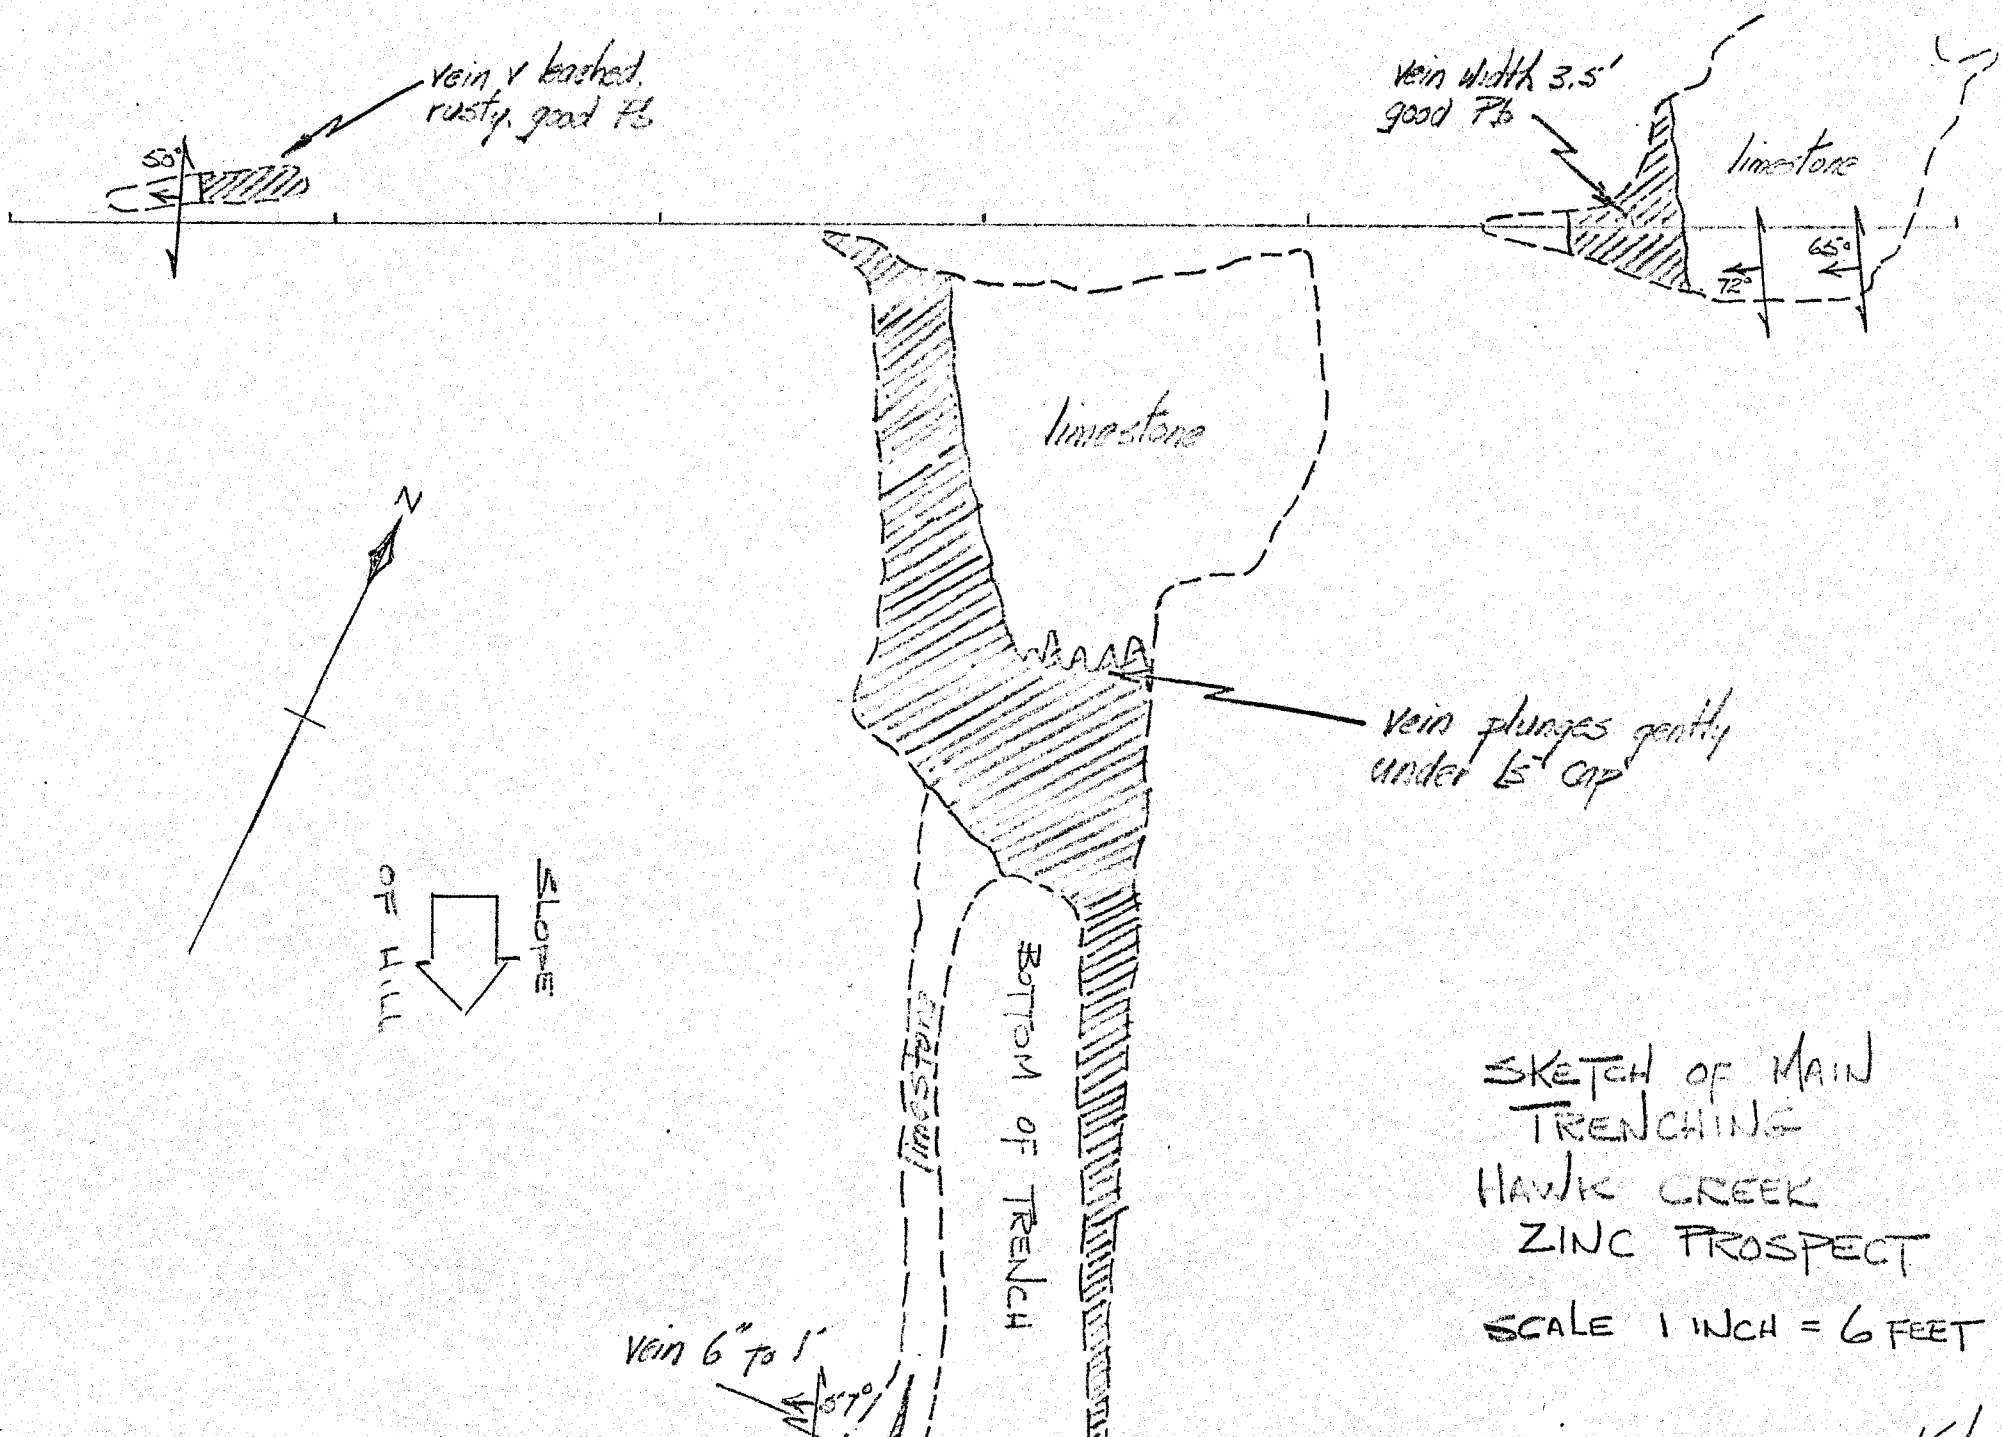 vein v leached.
rusty. good Pb
50°
vein width 3.5'
good Pb
limestone
65°
72°
limestone
N
vein plunges gently
under Ls cap
SLOPE
OF HILL
BOTTOM OF TRENCH
limestone
vein 6" TO 1'
57°
SKETCH OF MAIN
TRENCHING
HAWK CREEK
ZINC PROSPECT
SCALE 1 INCH = 6 FEET